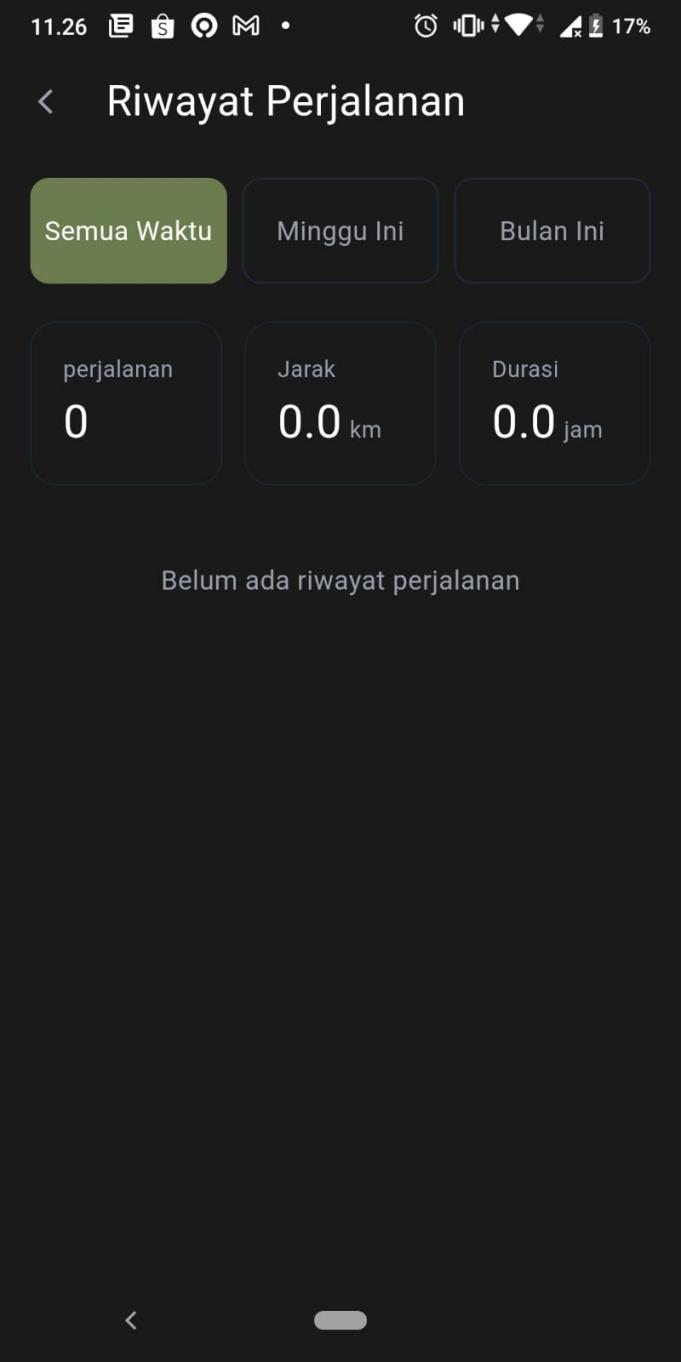 11.26 17%
Riwayat Perjalanan
Semua Waktu Minggu Ini Bulan Ini
perjalanan Jarak Durasi
0 0.0 km 0.0 jam
Belum ada riwayat perjalanan